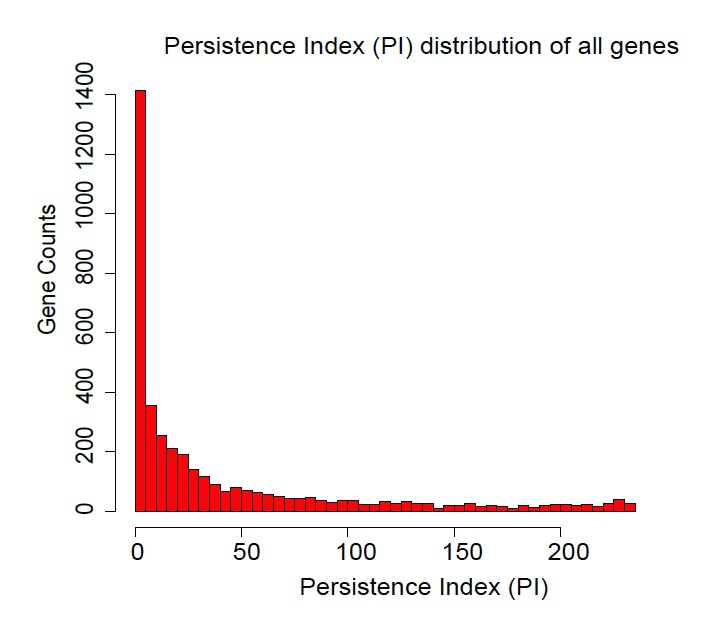 Persistence Index (PI) distribution of all genes
Gene Counts
1400
1200
1000
800
600
400
200
0
0 50 100 150 200
Persistence Index (PI)